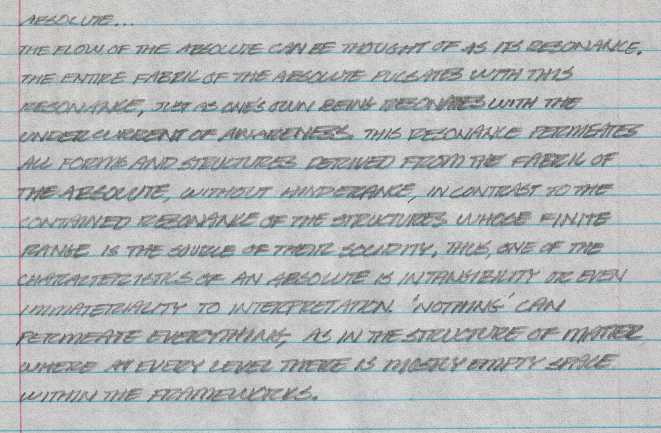 ABSOLUTE...
THE FLOW OF THE ABSOLUTE CAN BE THOUGHT OF AS ITS RESONANCE.
THE ENTIRE FABRIC OF THE ABSOLUTE PULSATES WITH THIS
RESONANCE, JUST AS ONE'S OWN BEING RESONATES WITH THE
UNDERCURRENT OF AWARENESS. THIS RESONANCE PERMEATES
ALL FORMS AND STRUCTURES DERIVED FROM THE FABRIC OF
THE ABSOLUTE, WITHOUT HINDERANCE, IN CONTRAST TO THE
CONTAINED RESONANCE OF THE STRUCTURES WHOSE FINITE
RANGE IS THE SOURCE OF THEIR SOLIDITY. THUS, ONE OF THE
CHARACTERISTICS OF AN ABSOLUTE IS INTANGIBILITY OR EVEN
IMMATERIALITY TO INTERPRETATION. 'NOTHING' CAN
PERMEATE EVERYTHING, AS IN THE STRUCTURE OF MATTER
WHERE AT EVERY LEVEL THERE IS MOSTLY EMPTY SPACE
WITHIN THE FRAMEWORKS.